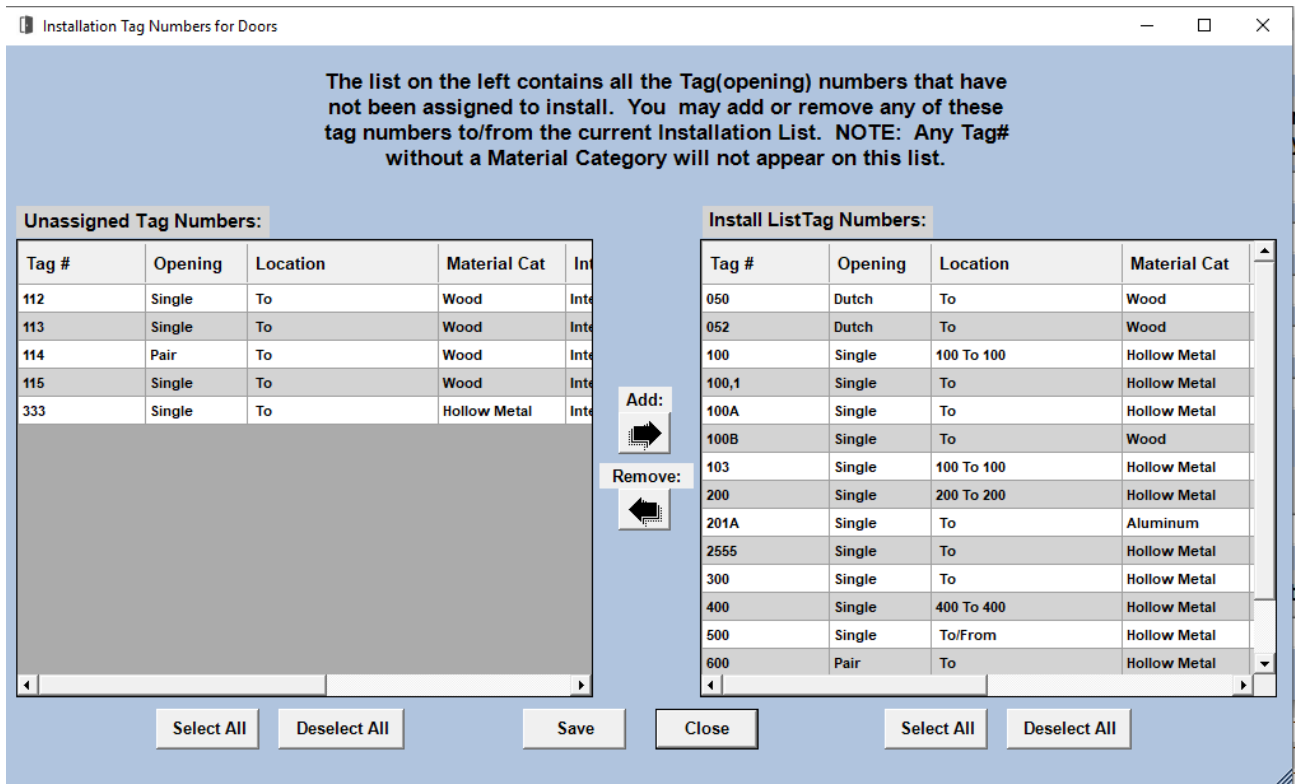 Installation Tag Numbers for Doors
The list on the left contains all the Tag(opening) numbers that have
not been assigned to install. You may add or remove any of these
tag numbers to/from the current Installation List. NOTE: Any Tag#
without a Material Category will not appear on this list.
Unassigned Tag Numbers:
Tag # Opening Location Material Cat Int
112 Single To Wood Inte
113 Single To Wood Inte
114 Pair To Wood Inte
115 Single To Wood Inte
333 Single To Hollow Metal Inte
Add:
Remove:
Install ListTag Numbers:
Tag # Opening Location Material Cat
050 Dutch To Wood
052 Dutch To Wood
100 Single 100 To 100 Hollow Metal
100,1 Single To Hollow Metal
100A Single To Hollow Metal
100B Single To Wood
103 Single 100 To 100 Hollow Metal
200 Single 200 To 200 Hollow Metal
201A Single To Aluminum
2555 Single To Hollow Metal
300 Single To Hollow Metal
400 Single 400 To 400 Hollow Metal
500 Single To/From Hollow Metal
600 Pair To Hollow Metal
Select All Deselect All Save Close Select All Deselect All